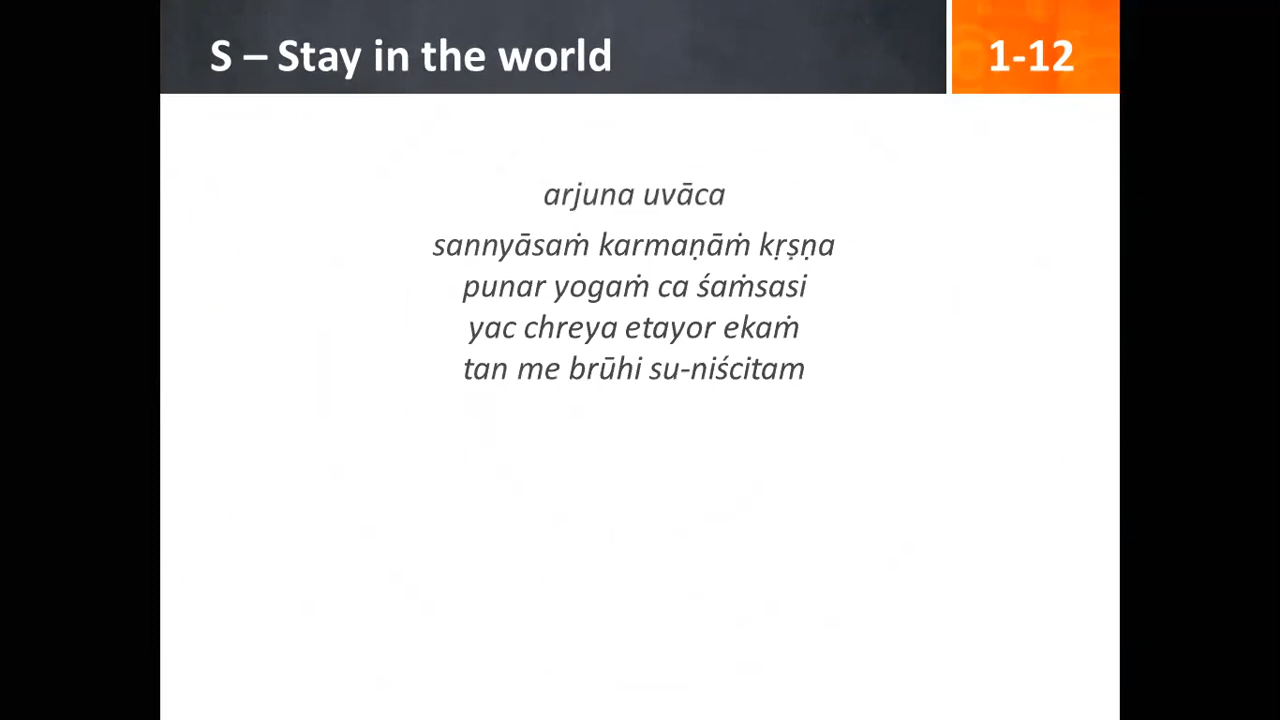 S – Stay in the world
1-12
arjuna uvāca
sannyāsaṁ karmaṇāṁ kṛṣṇa
punar yogaṁ ca śaṁsasi
yac chreya etayor ekaṁ
tan me brūhi su-niścitam